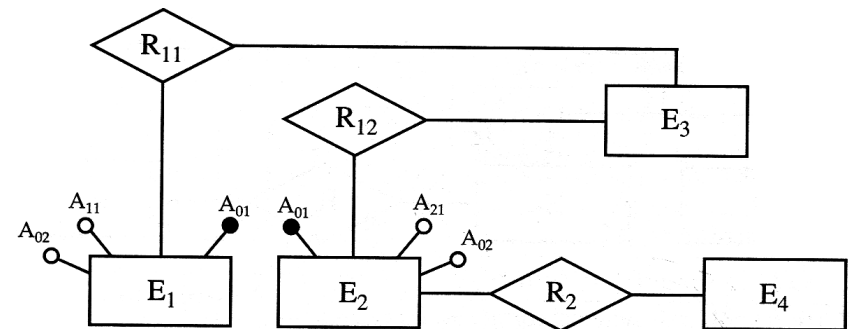 R₁₁
R₁₂
E₃
A₁₁
A₀₁
A₀₁
A₂₁
A₀₂
A₀₂
E₁
E₂
R₂
E₄